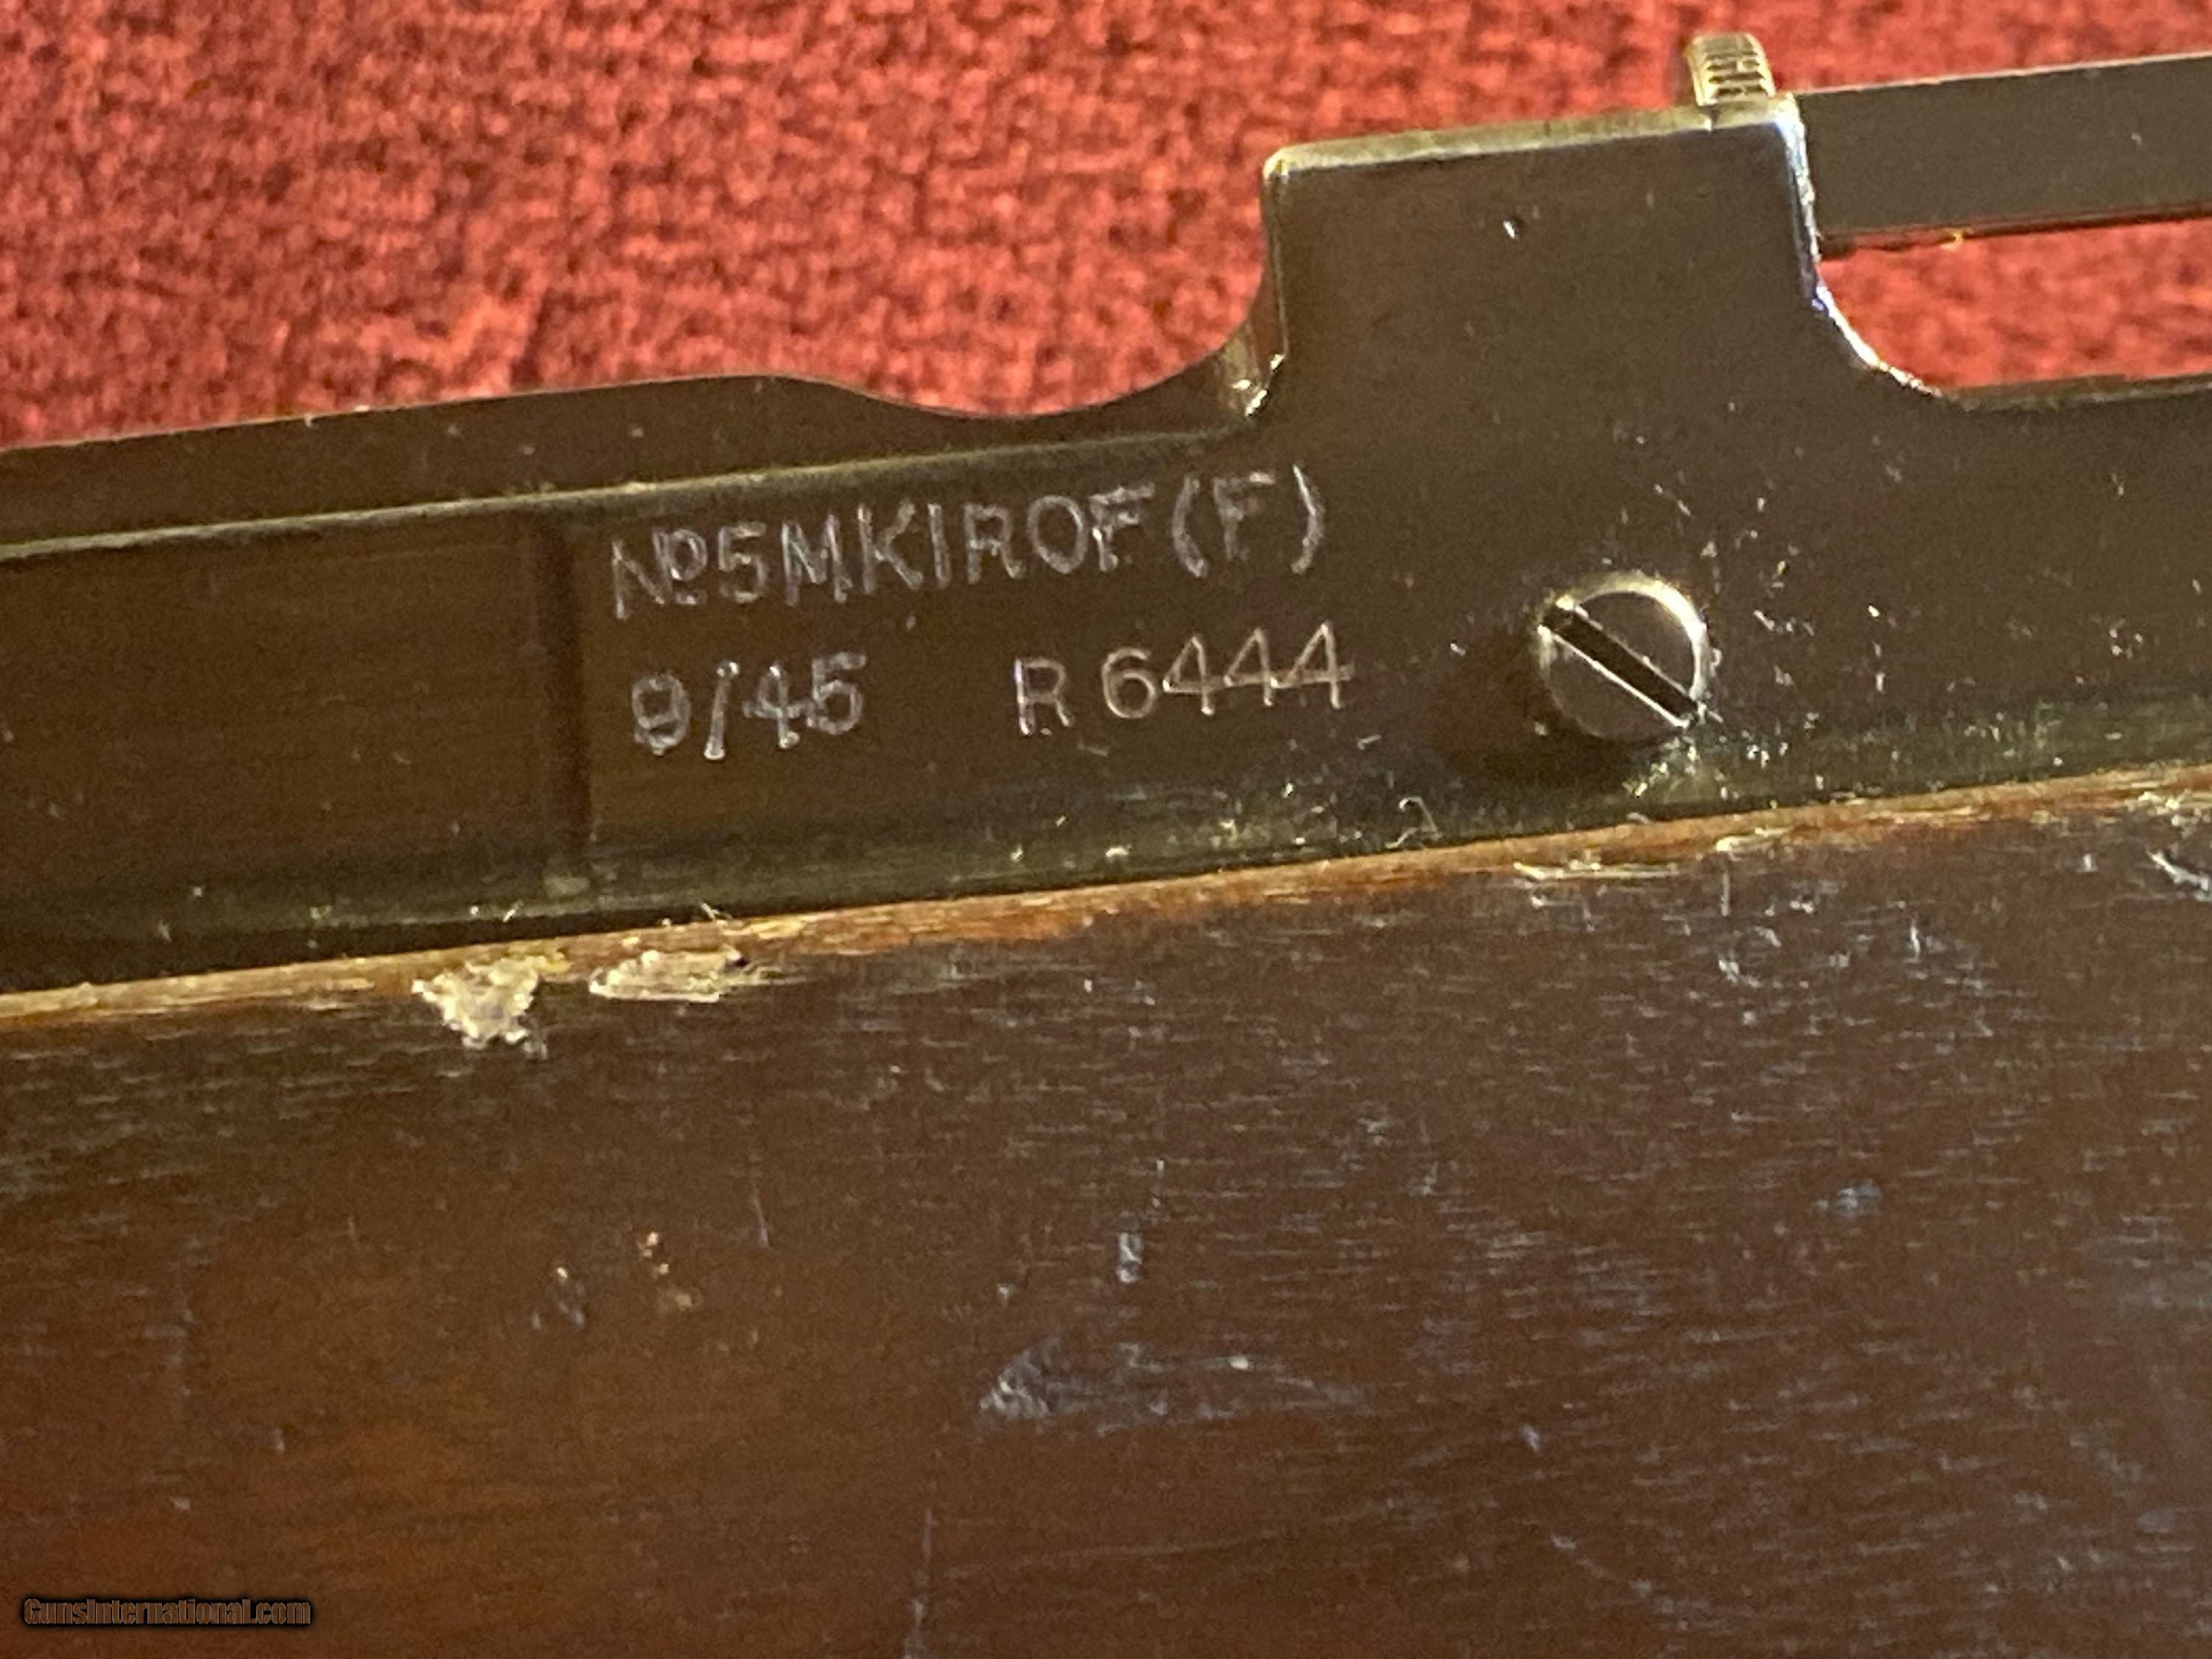 Nº5MKIROF(F)
9/45 R6444
GunsInternational.com